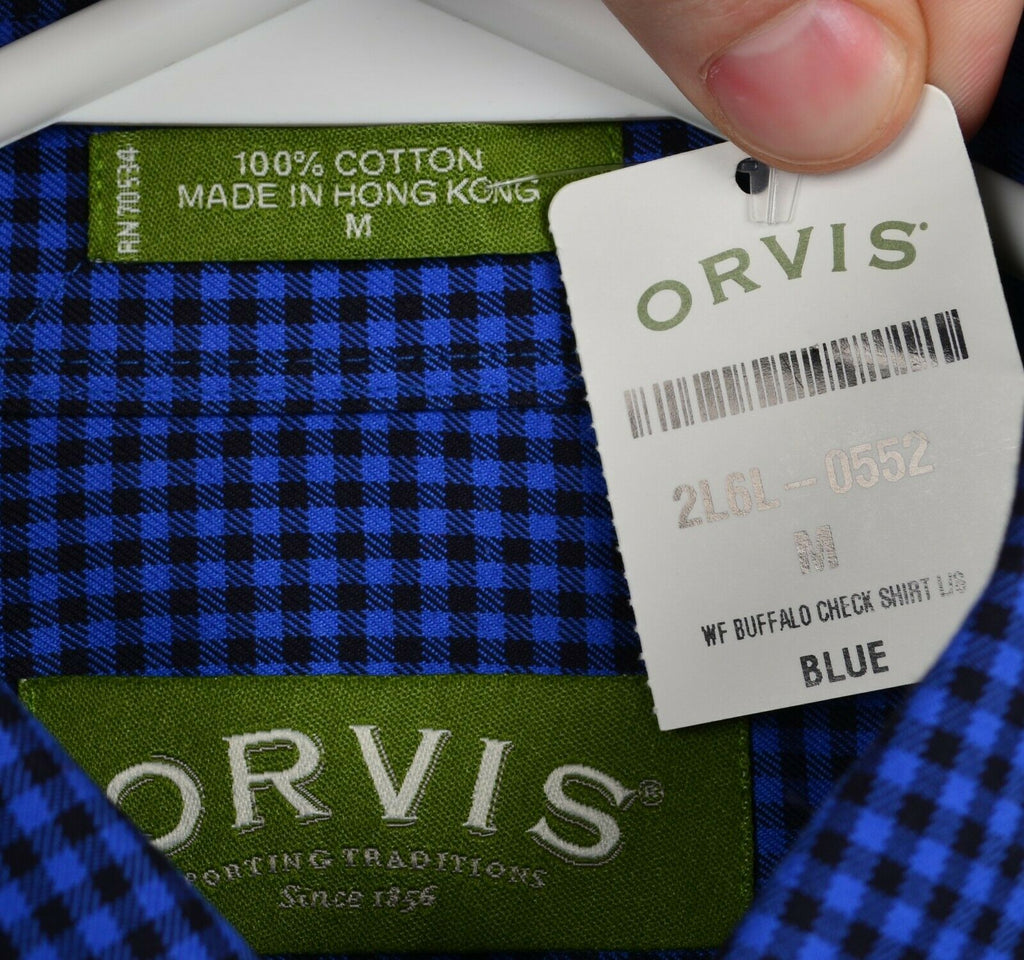 100% COTTON
MADE IN HONG KONG
M
RN 70534
ORVIS
2L6L-0552
M
WF BUFFALO CHECK SHIRT L/S
BLUE
ORVIS®
PORTING TRADITIONS
Since 1856